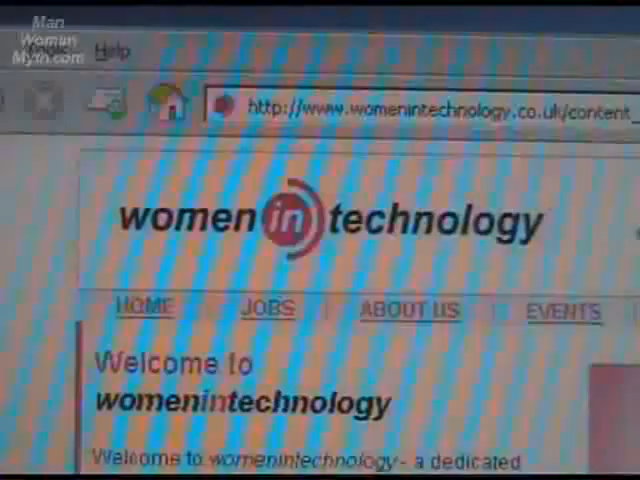 Man
Woman
Myth.com
Tools Help
http://www.womenintechnology.co.uk/content_
women in technology
HOME JOBS ABOUT US EVENTS
Welcome to
womenintechnology
Welcome to womenintechnology - a dedicated